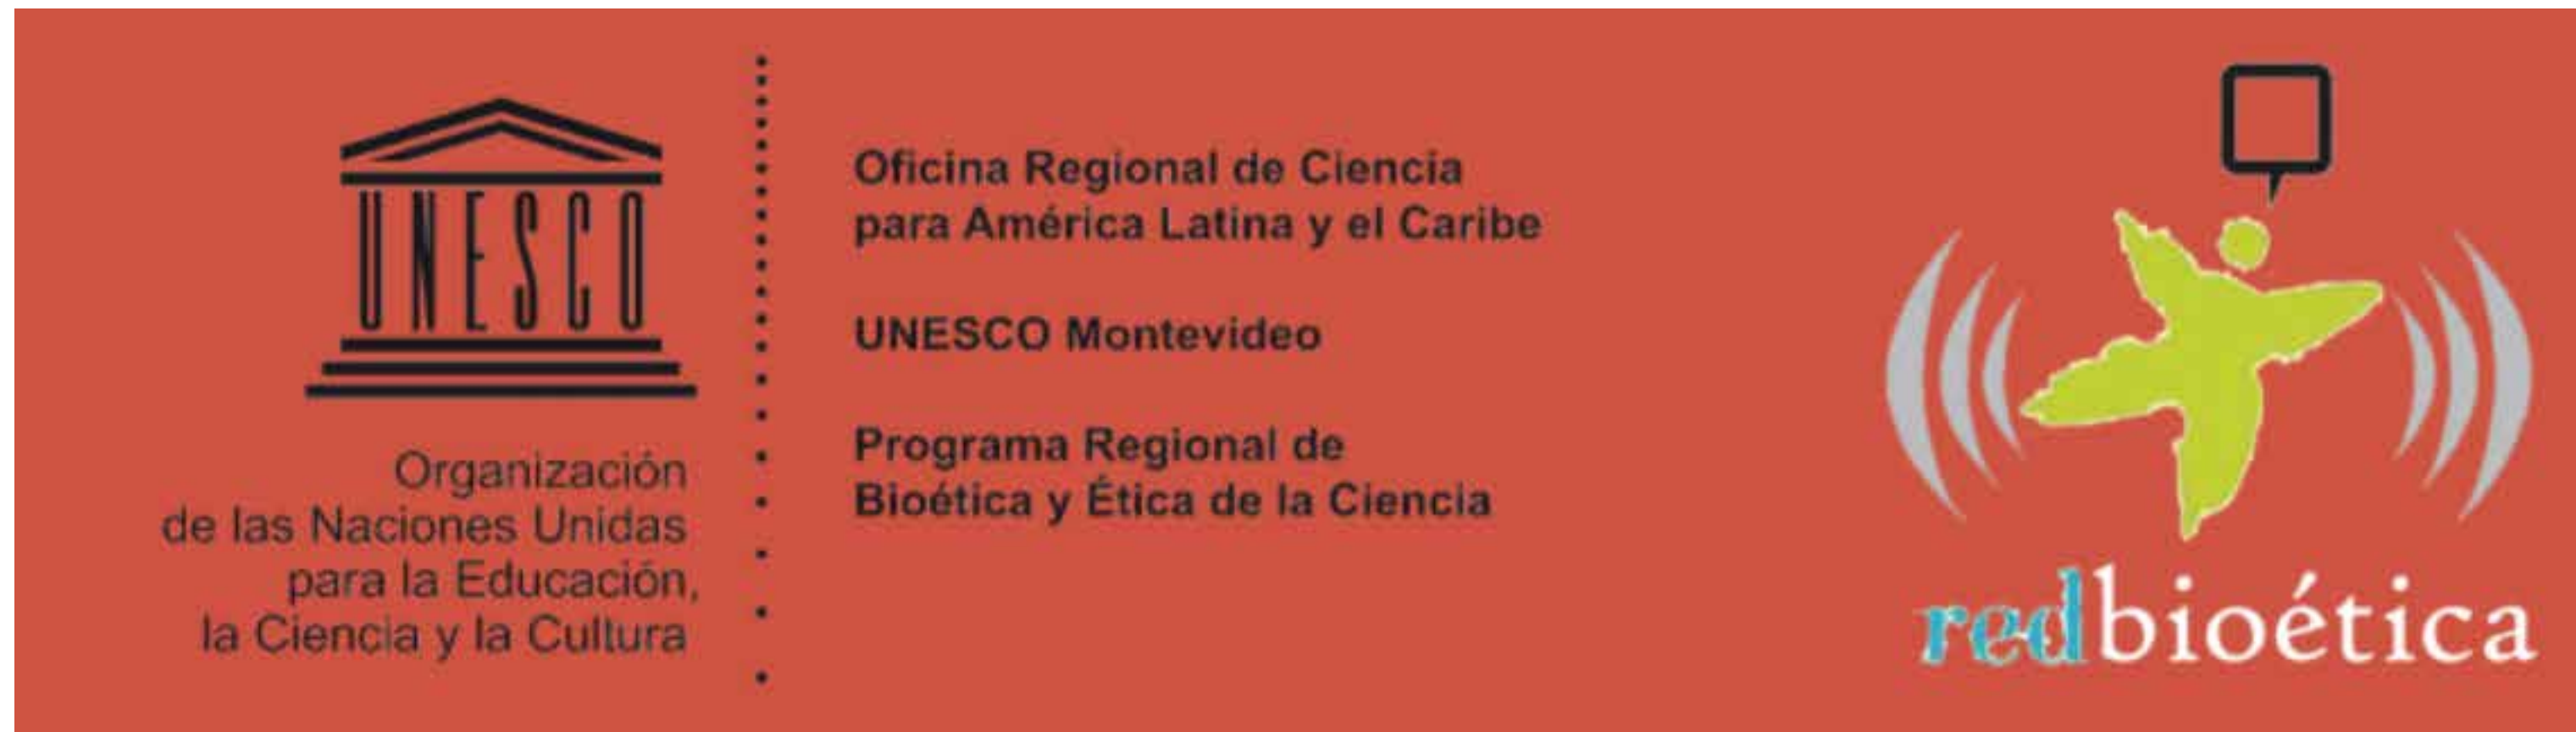 UNESCO
Organización
de las Naciones Unidas
para la Educación,
la Ciencia y la Cultura
Oficina Regional de Ciencia
para América Latina y el Caribe
UNESCO Montevideo
Programa Regional de
Bioética y Ética de la Ciencia
redbioética